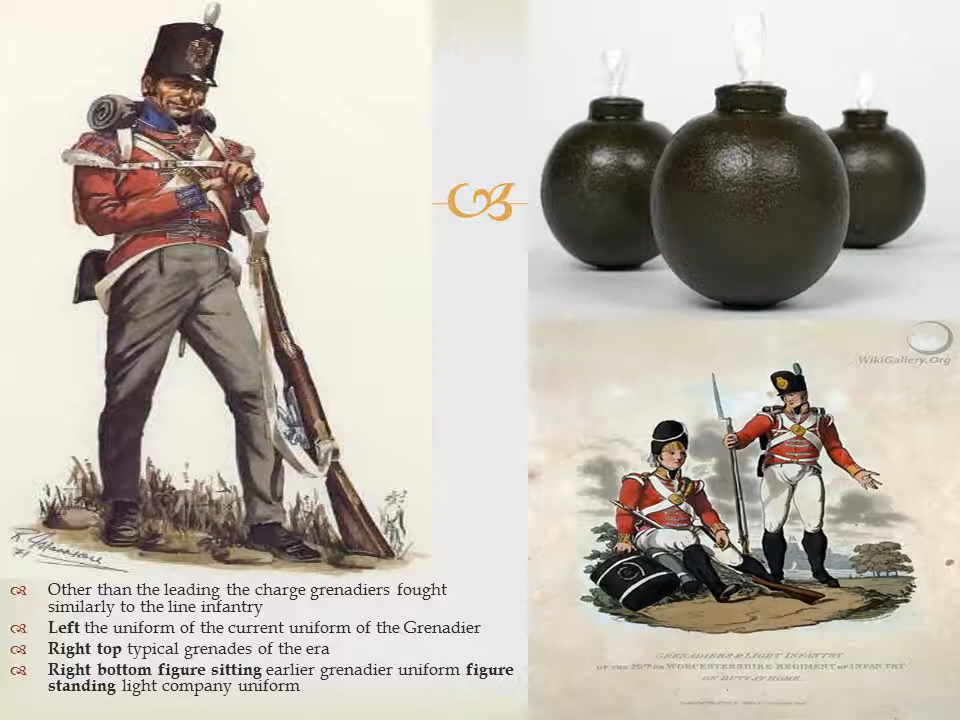 WikiGallery.Org
GRENADIERS & LIGHT INFANTRY
OF THE 29TH OR WORCESTERSHIRE REGIMENT OF INFANTRY
ON DUTY AT HOME.
Other than the leading the charge grenadiers fought
similarly to the line infantry
Left the uniform of the current uniform of the Grenadier
Right top typical grenades of the era
Right bottom figure sitting earlier grenadier uniform figure
standing light company uniform